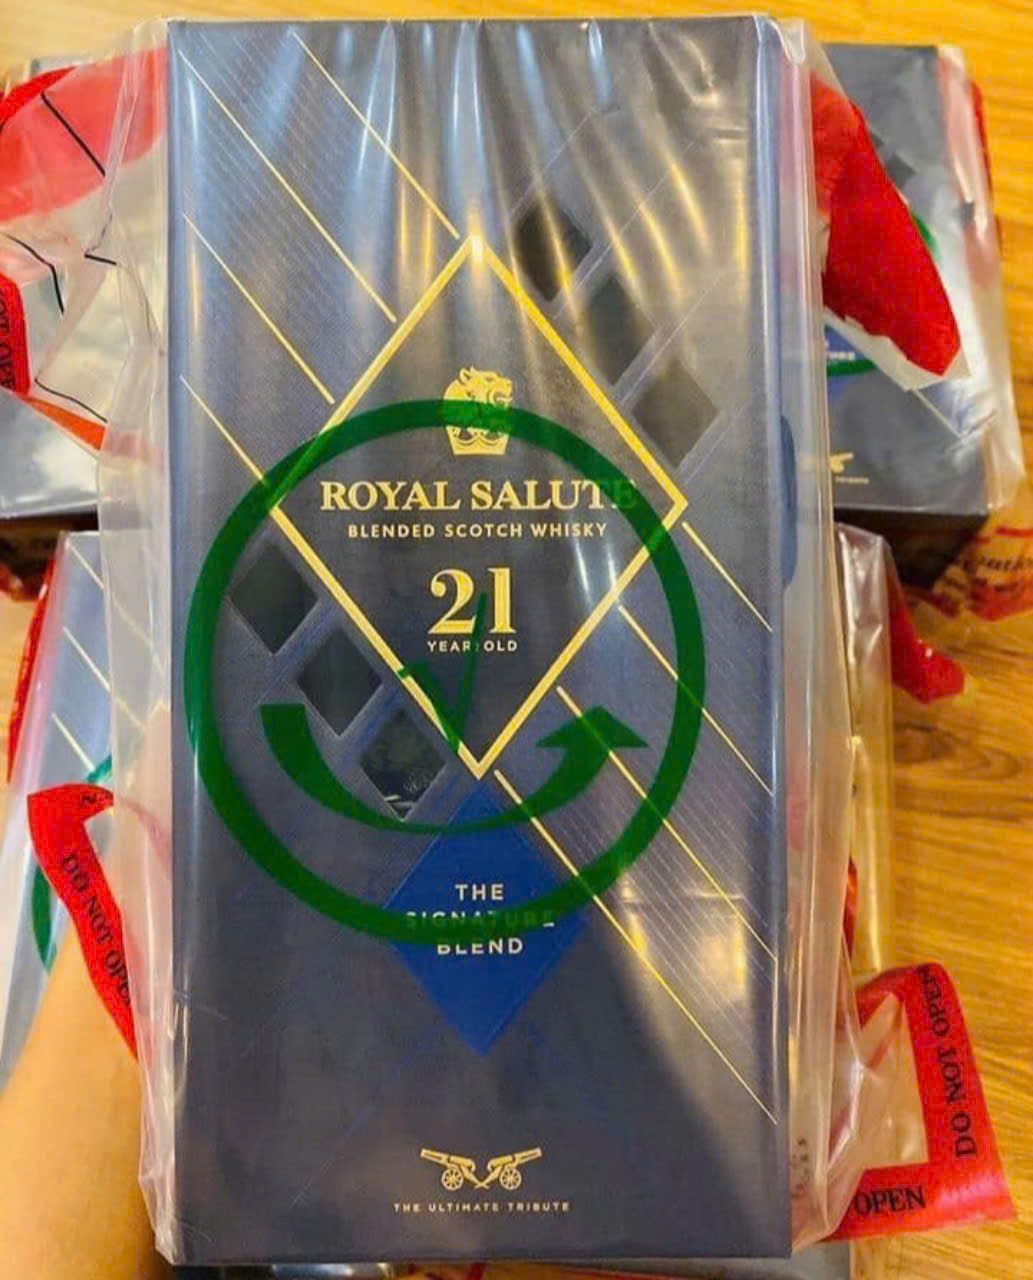 ROYAL SALUTE
BLENDED SCOTCH WHISKY
21
YEAR OLD
THE
SIGNATURE
BLEND
THE ULTIMATE TRIBUTE
DO NOT OPEN
DO NOT OPEN
OPEN